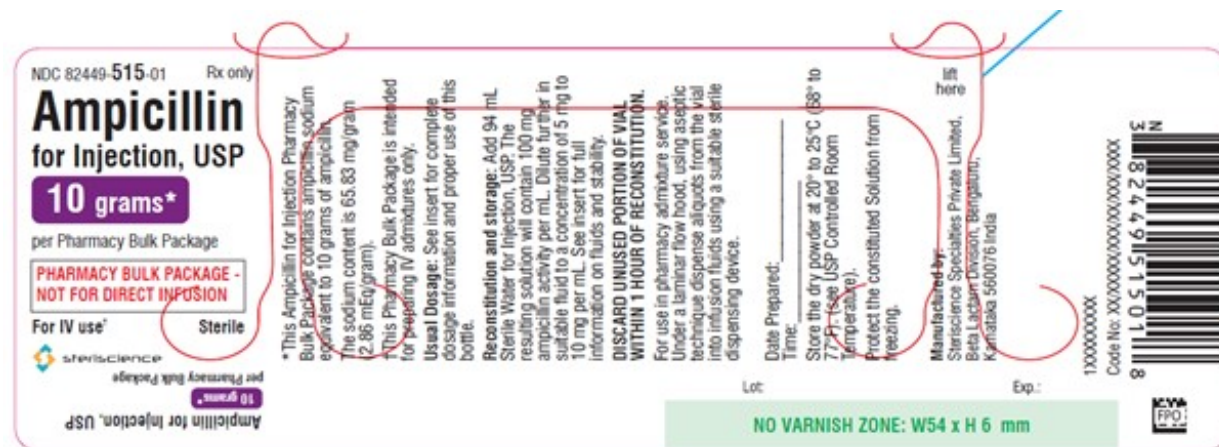 NDC 82449-515-01 Rx only
Ampicillin
for Injection, USP
10 grams*
per Pharmacy Bulk Package
PHARMACY BULK PACKAGE -
NOT FOR DIRECT INFUSION
For IV use† Sterile
steriscience
Ampicillin for Injection, USP
10 grams*
per Pharmacy Bulk Package
*This Ampicillin for Injection Pharmacy
Bulk Package contains ampicillin sodium
equivalent to 10 grams of ampicillin.
The sodium content is 65.83 mg/gram
(2.86 mEq/gram).
†This Pharmacy Bulk Package is intended
for preparing IV admixtures only.
Usual Dosage: See insert for complete
dosage information and proper use of this
bottle.
Reconstitution and storage: Add 94 mL
Sterile Water for Injection, USP. The
resulting solution will contain 100 mg
ampicillin activity per mL. Dilute further in
suitable fluid to a concentration of 5 mg to
10 mg per mL. See insert for full
information on fluids and stability.
DISCARD UNUSED PORTION OF VIAL
WITHIN 1 HOUR OF RECONSTITUTION.
For use in pharmacy admixture service.
Under a laminar flow hood, using aseptic
technique dispense aliquots from the vial
into infusion fluids using a suitable sterile
dispensing device.
Date Prepared:
Time:
Store the dry powder at 20° to 25°C (68° to
77°F). (see USP Controlled Room
Temperature).
Protect the constituted Solution from
freezing.
Manufactured by:
Steriscience Specialties Private Limited,
Beta Lactam Division, Bengaluru,
Karnataka 560076 India
lift
here
Lot: Exp.:
NO VARNISH ZONE: W54 x H 6 mm
N
3 82449 51501 8
FPO